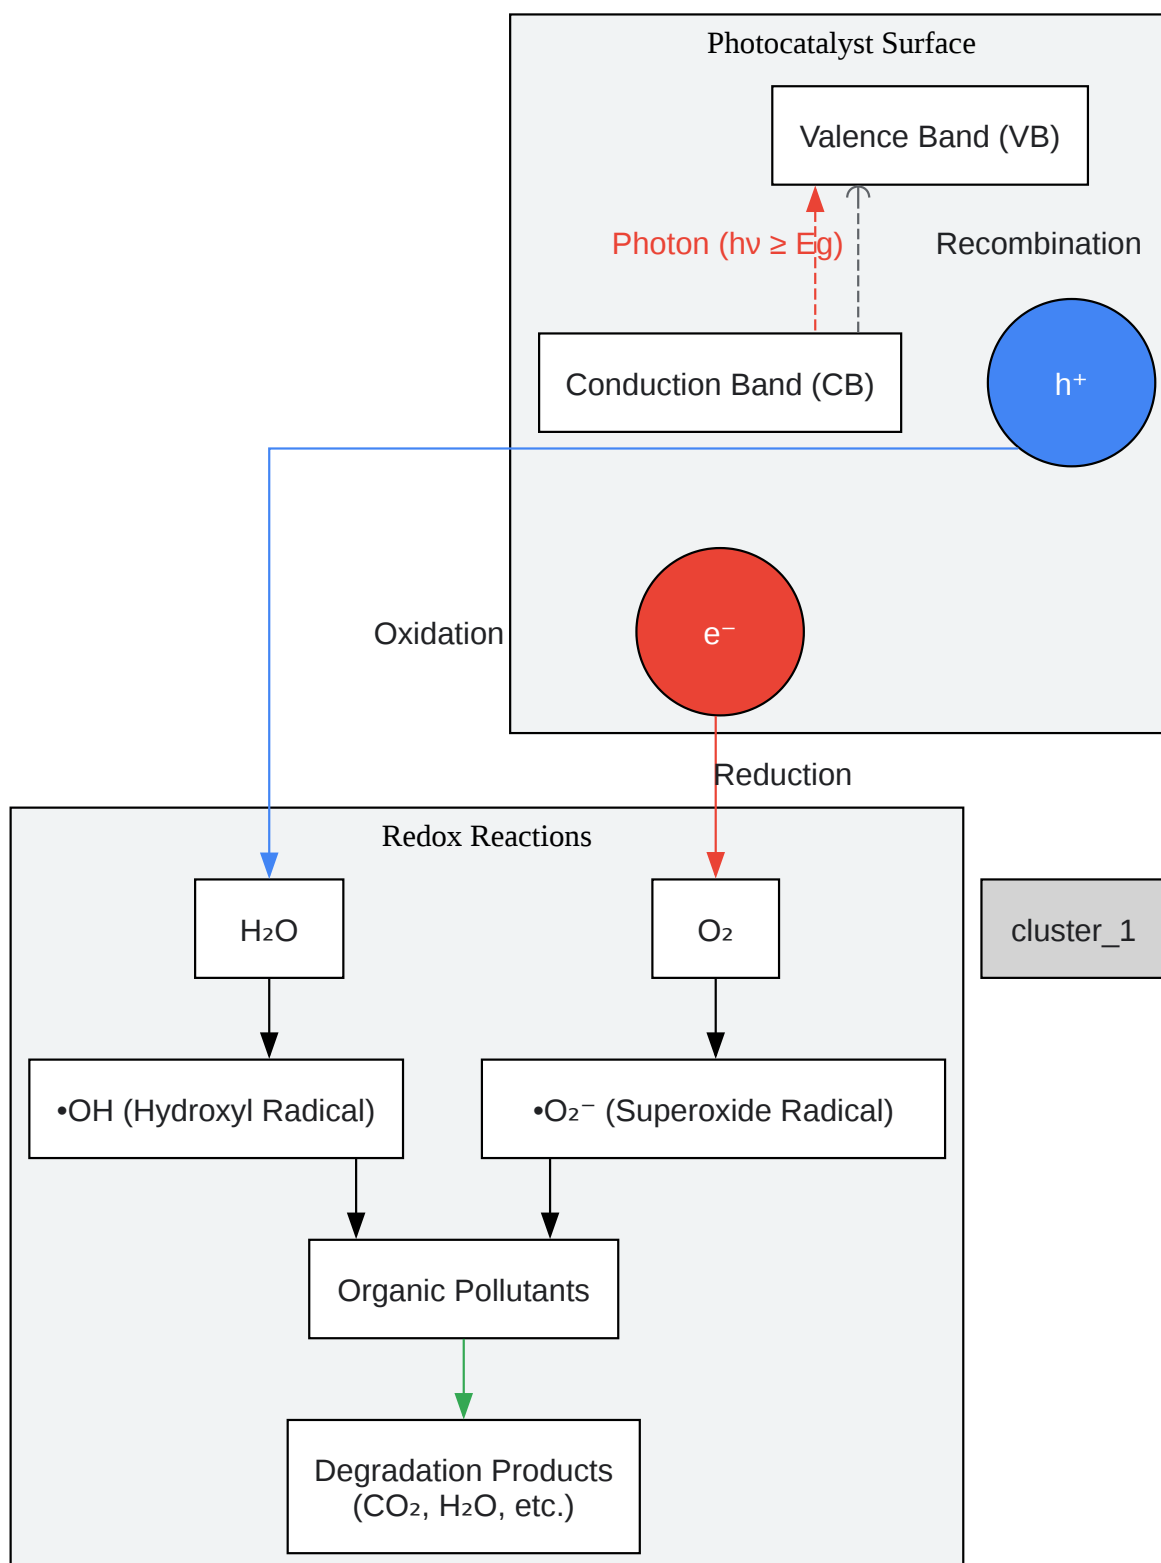 Photocatalyst Surface
Valence Band (VB)
Photon (hν ≥ Eg)
Recombination
Conduction Band (CB)
h⁺
Oxidation
e⁻
Reduction
Redox Reactions
H₂O
O₂
cluster_1
•OH (Hydroxyl Radical)
•O₂⁻ (Superoxide Radical)
Organic Pollutants
Degradation Products
(CO₂, H₂O, etc.)